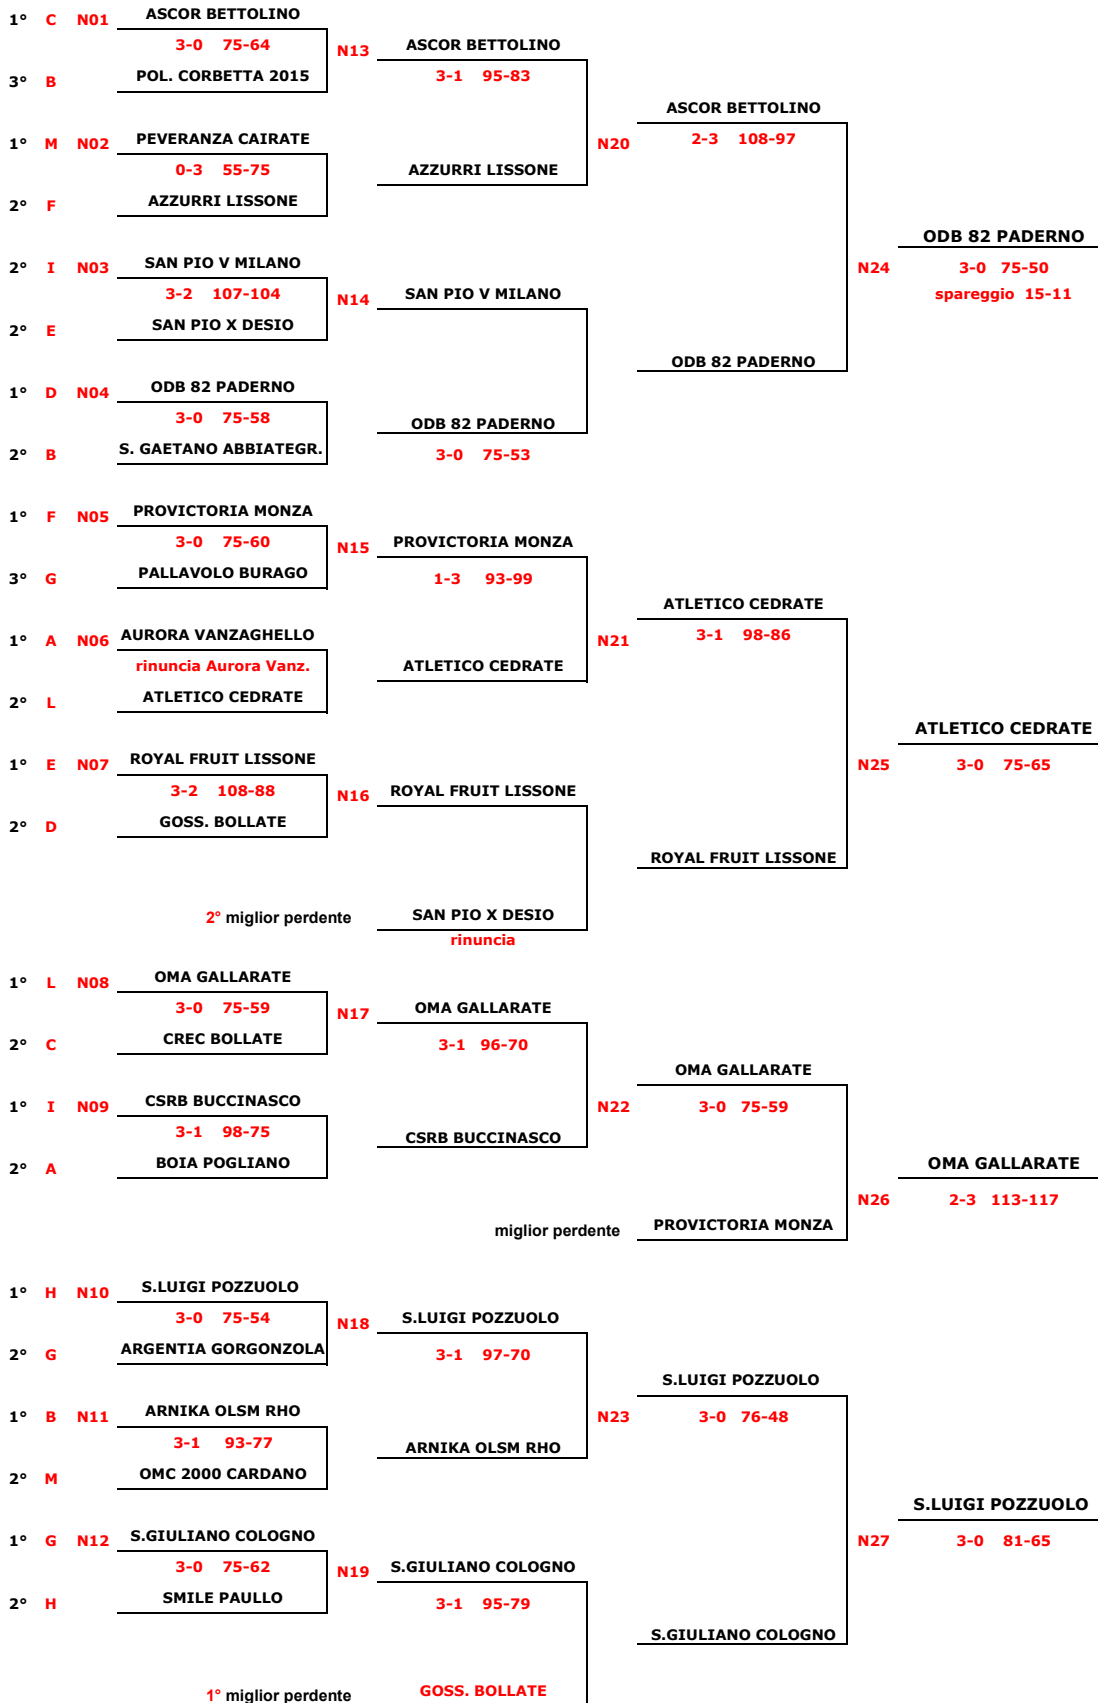 1° C N01 ASCOR BETTOLINO
3-0 75-64
N13 ASCOR BETTOLINO
3° B POL. CORBETTA 2015
3-1 95-83
ASCOR BETTOLINO
1° M N02 PEVERANZA CAIRATE
N20 2-3 108-97
0-3 55-75
AZZURRI LISSONE
2° F AZZURRI LISSONE
ODB 82 PADERNO
2° I N03 SAN PIO V MILANO
N24 3-0 75-50
3-2 107-104
N14 SAN PIO V MILANO
spareggio 15-11
2° E SAN PIO X DESIO
ODB 82 PADERNO
1° D N04 ODB 82 PADERNO
3-0 75-58
ODB 82 PADERNO
2° B S. GAETANO ABBIATEGR.
3-0 75-53
1° F N05 PROVICTORIA MONZA
3-0 75-60
N15 PROVICTORIA MONZA
3° G PALLAVOLO BURAGO
1-3 93-99
ATLETICO CEDRATE
1° A N06 AURORA VANZAGHELLO
N21 3-1 98-86
rinuncia Aurora Vanz.
ATLETICO CEDRATE
2° L ATLETICO CEDRATE
ATLETICO CEDRATE
1° E N07 ROYAL FRUIT LISSONE
N25 3-0 75-65
3-2 108-88
N16 ROYAL FRUIT LISSONE
2° D GOSS. BOLLATE
ROYAL FRUIT LISSONE
2° miglior perdente SAN PIO X DESIO
rinuncia
1° L N08 OMA GALLARATE
3-0 75-59
N17 OMA GALLARATE
2° C CREC BOLLATE
3-1 96-70
OMA GALLARATE
1° I N09 CSRB BUCCINASCO
N22 3-0 75-59
3-1 98-75
CSRB BUCCINASCO
2° A BOIA POGLIANO
OMA GALLARATE
N26 2-3 113-117
miglior perdente PROVICTORIA MONZA
1° H N10 S.LUIGI POZZUOLO
3-0 75-54
N18 S.LUIGI POZZUOLO
2° G ARGENTIA GORGONZOLA
3-1 97-70
S.LUIGI POZZUOLO
1° B N11 ARNIKA OLSM RHO
N23 3-0 76-48
3-1 93-77
ARNIKA OLSM RHO
2° M OMC 2000 CARDANO
S.LUIGI POZZUOLO
1° G N12 S.GIULIANO COLOGNO
N27 3-0 81-65
3-0 75-62
N19 S.GIULIANO COLOGNO
2° H SMILE PAULLO
3-1 95-79
S.GIULIANO COLOGNO
1° miglior perdente GOSS. BOLLATE